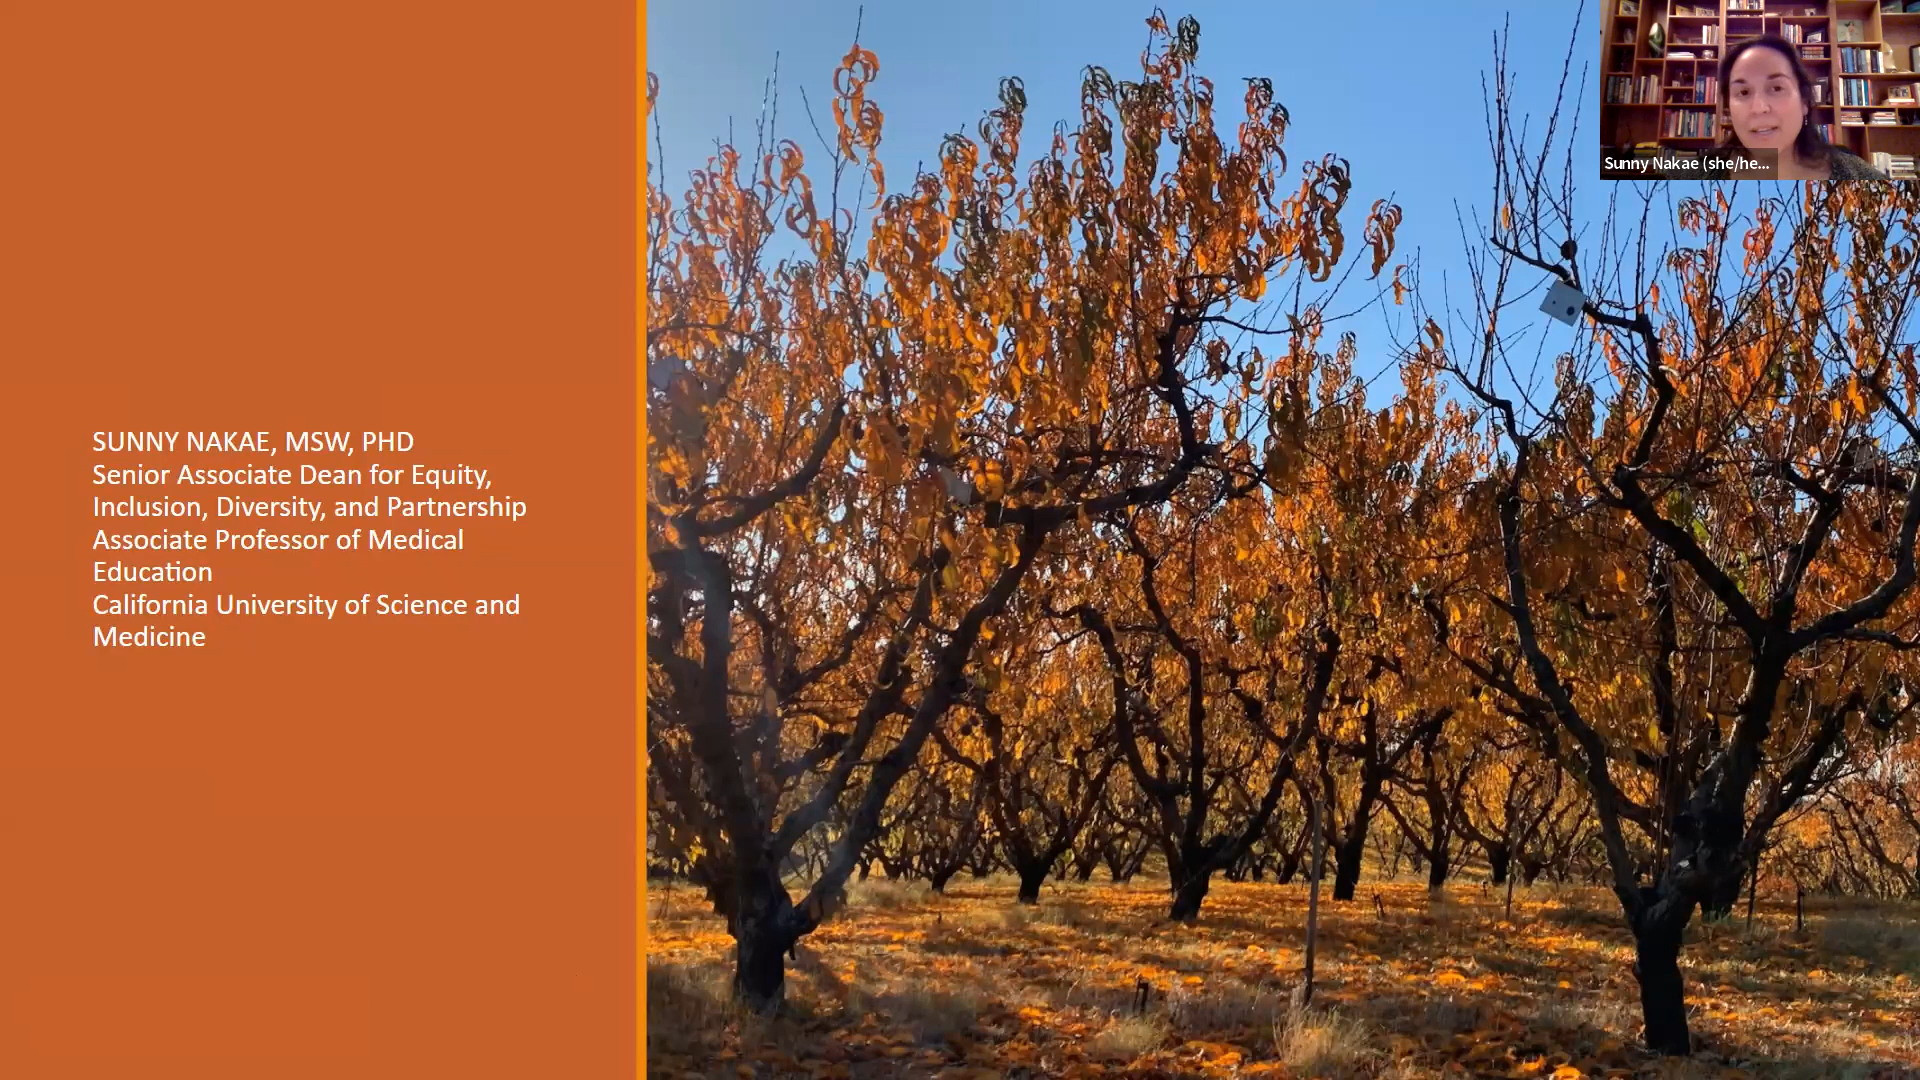 SUNNY NAKAE, MSW, PHD
Senior Associate Dean for Equity,
Inclusion, Diversity, and Partnership
Associate Professor of Medical
Education
California University of Science and
Medicine
Sunny Nakae (she/he...